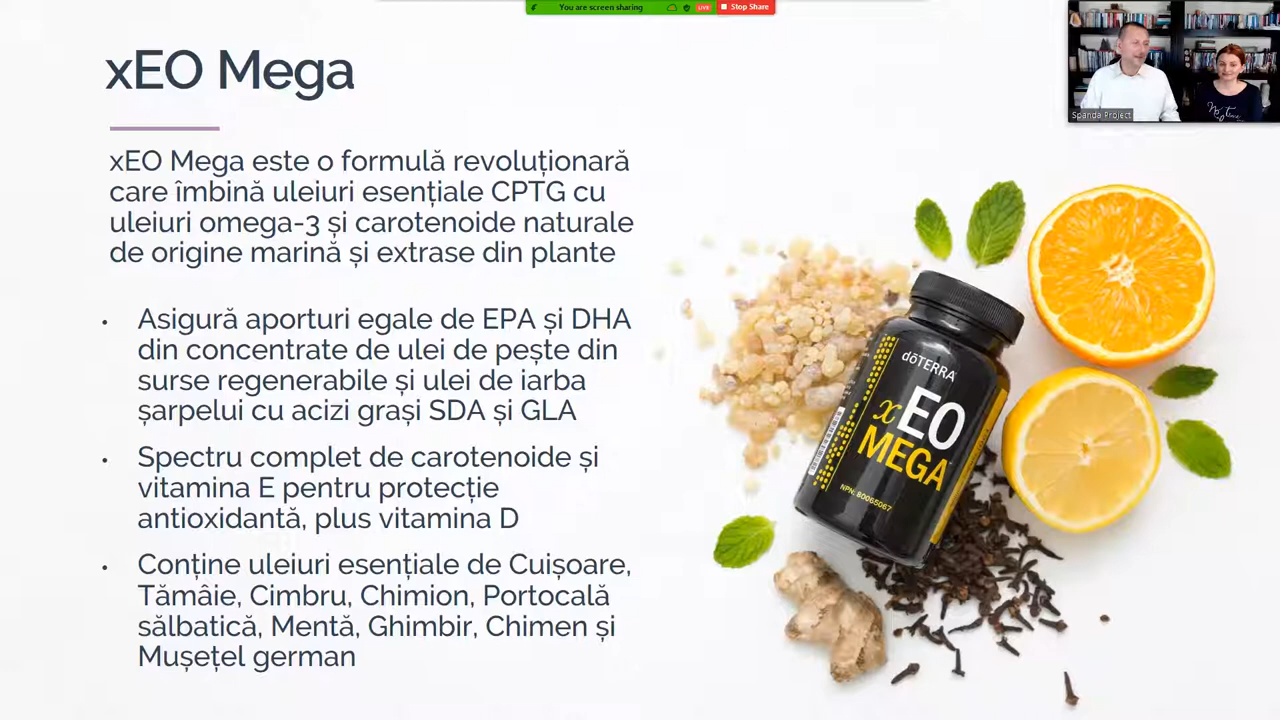 You are screen sharing
LIVE
Stop Share
Spanda Project
xEO Mega
xEO Mega este o formulă revoluționară
care îmbină uleiuri esențiale CPTG cu
uleiuri omega-3 și carotenoide naturale
de origine marină și extrase din plante
• Asigură aporturi egale de EPA și DHA
din concentrate de ulei de pește din
surse regenerabile și ulei de iarba
șarpelui cu acizi grași SDA și GLA
• Spectru complet de carotenoide și
vitamina E pentru protecție
antioxidantă, plus vitamina D
• Conține uleiuri esențiale de Cuișoare,
Tămâie, Cimbru, Chimion, Portocală
sălbatică, Mentă, Ghimbir, Chimen și
Mușețel german
dōTERRA
xEO
MEGA
NPN: 80065067